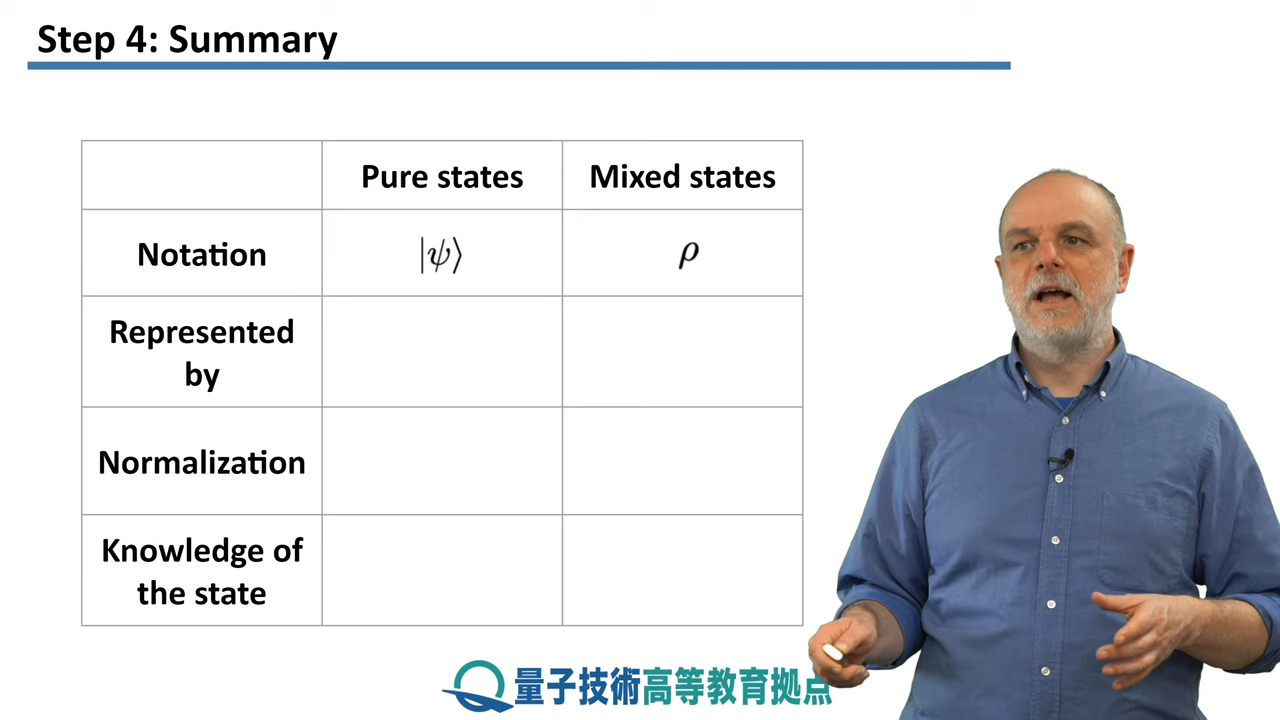 Step 4: Summary
Pure states
Mixed states
Notation
|ψ⟩
ρ
Represented
by
Normalization
Knowledge of
the state
量子技術高等教育拠点